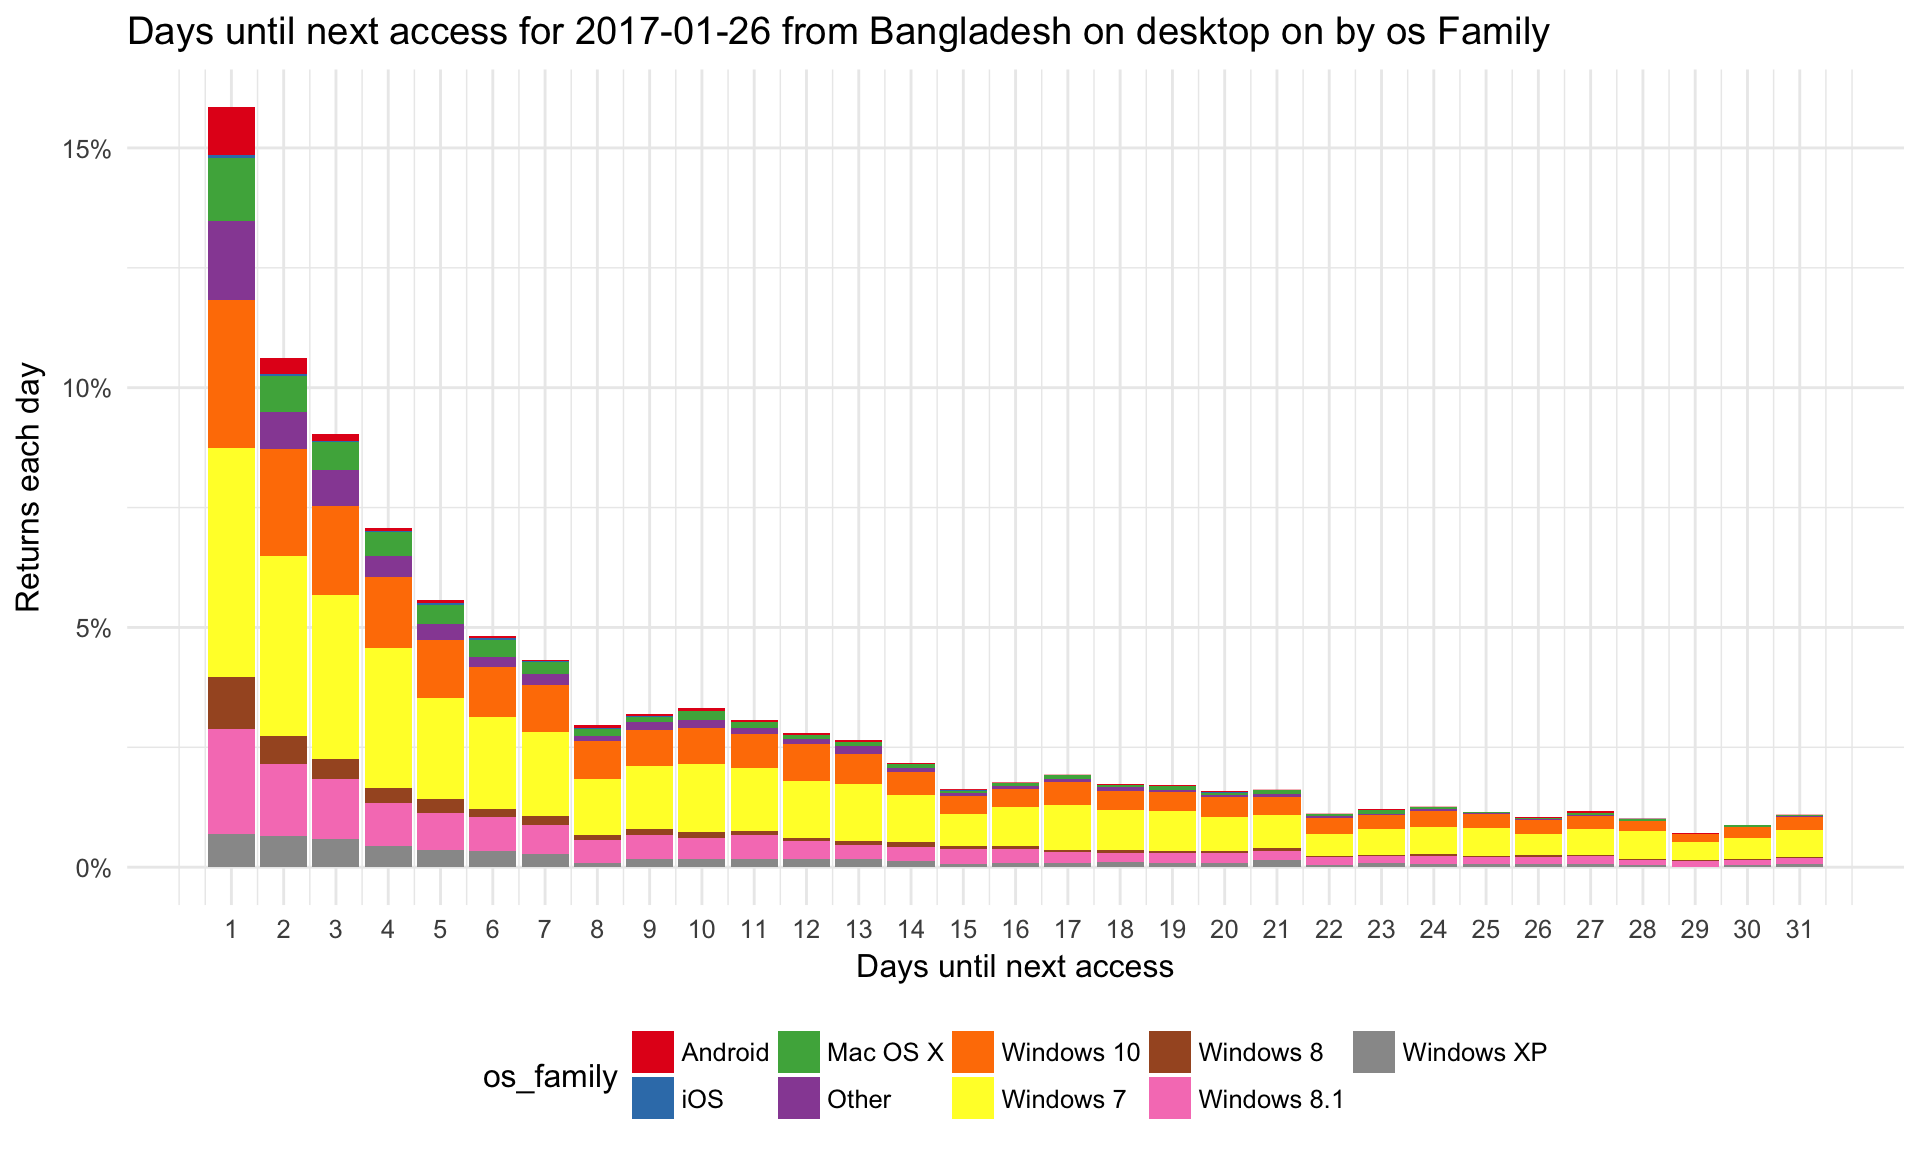 Days until next access for 2017-01-26 from Bangladesh on desktop on by os Family
Returns each day
15%
10%
5%
0%
1 2 3 4 5 6 7 8 9 10 11 12 13 14 15 16 17 18 19 20 21 22 23 24 25 26 27 28 29 30 31
Days until next access
os_family
Android Mac OS X Windows 10 Windows 8 Windows XP
iOS Other Windows 7 Windows 8.1